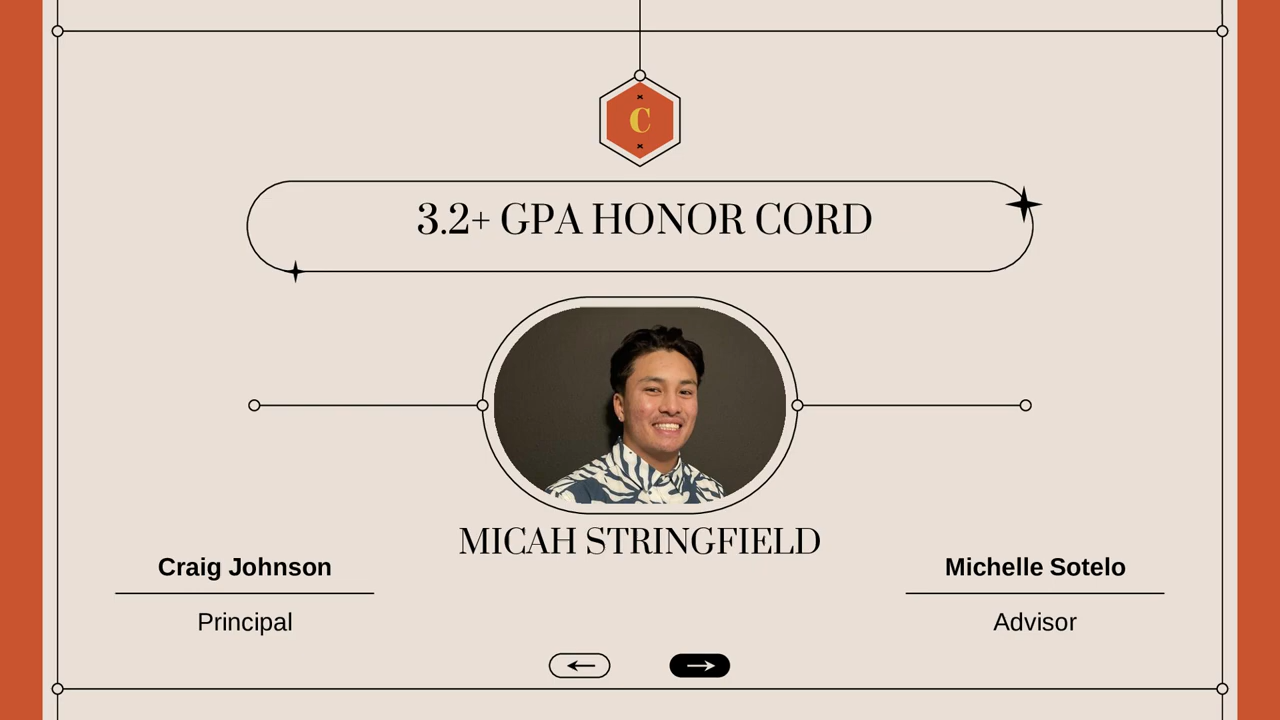 C
3.2+ GPA HONOR CORD
MICAH STRINGFIELD
Craig Johnson
Principal
Michelle Sotelo
Advisor